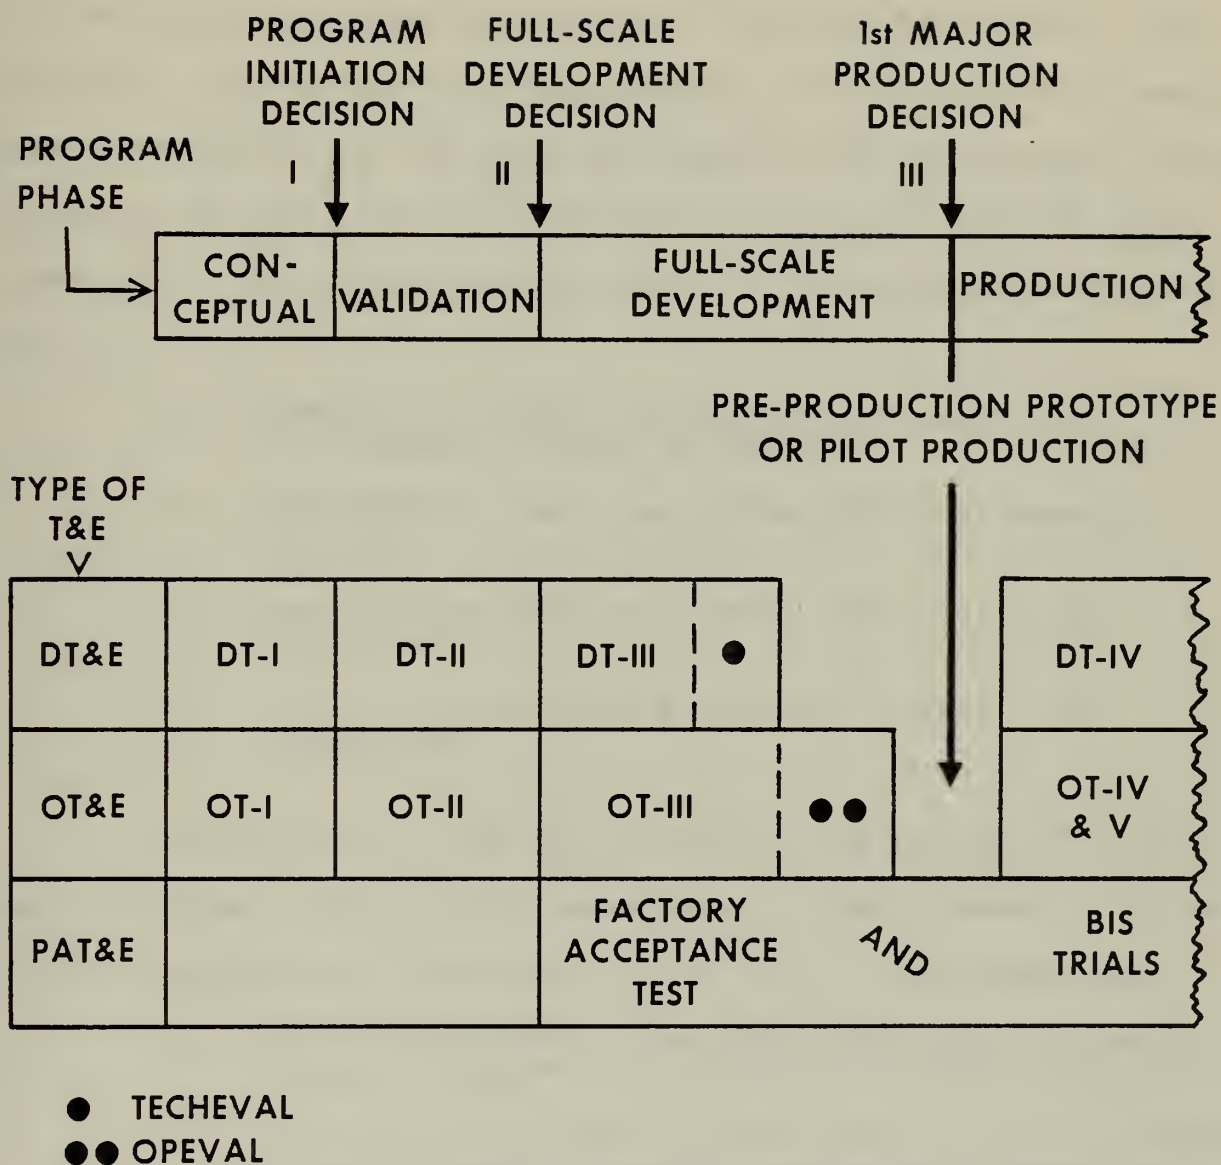 PROGRAM
INITIATION
DECISION
FULL-SCALE
DEVELOPMENT
DECISION
1st MAJOR
PRODUCTION
DECISION
PROGRAM
PHASE
I
II
III
CON-
CEPTUAL
VALIDATION
FULL-SCALE
DEVELOPMENT
PRODUCTION
PRE-PRODUCTION PROTOTYPE
OR PILOT PRODUCTION
TYPE OF
T&E
DT&E
DT-I
DT-II
DT-III
DT-IV
OT&E
OT-I
OT-II
OT-III
OT-IV
& V
PAT&E
FACTORY
ACCEPTANCE
TEST
AND
BIS
TRIALS
● TECHEVAL
●● OPEVAL